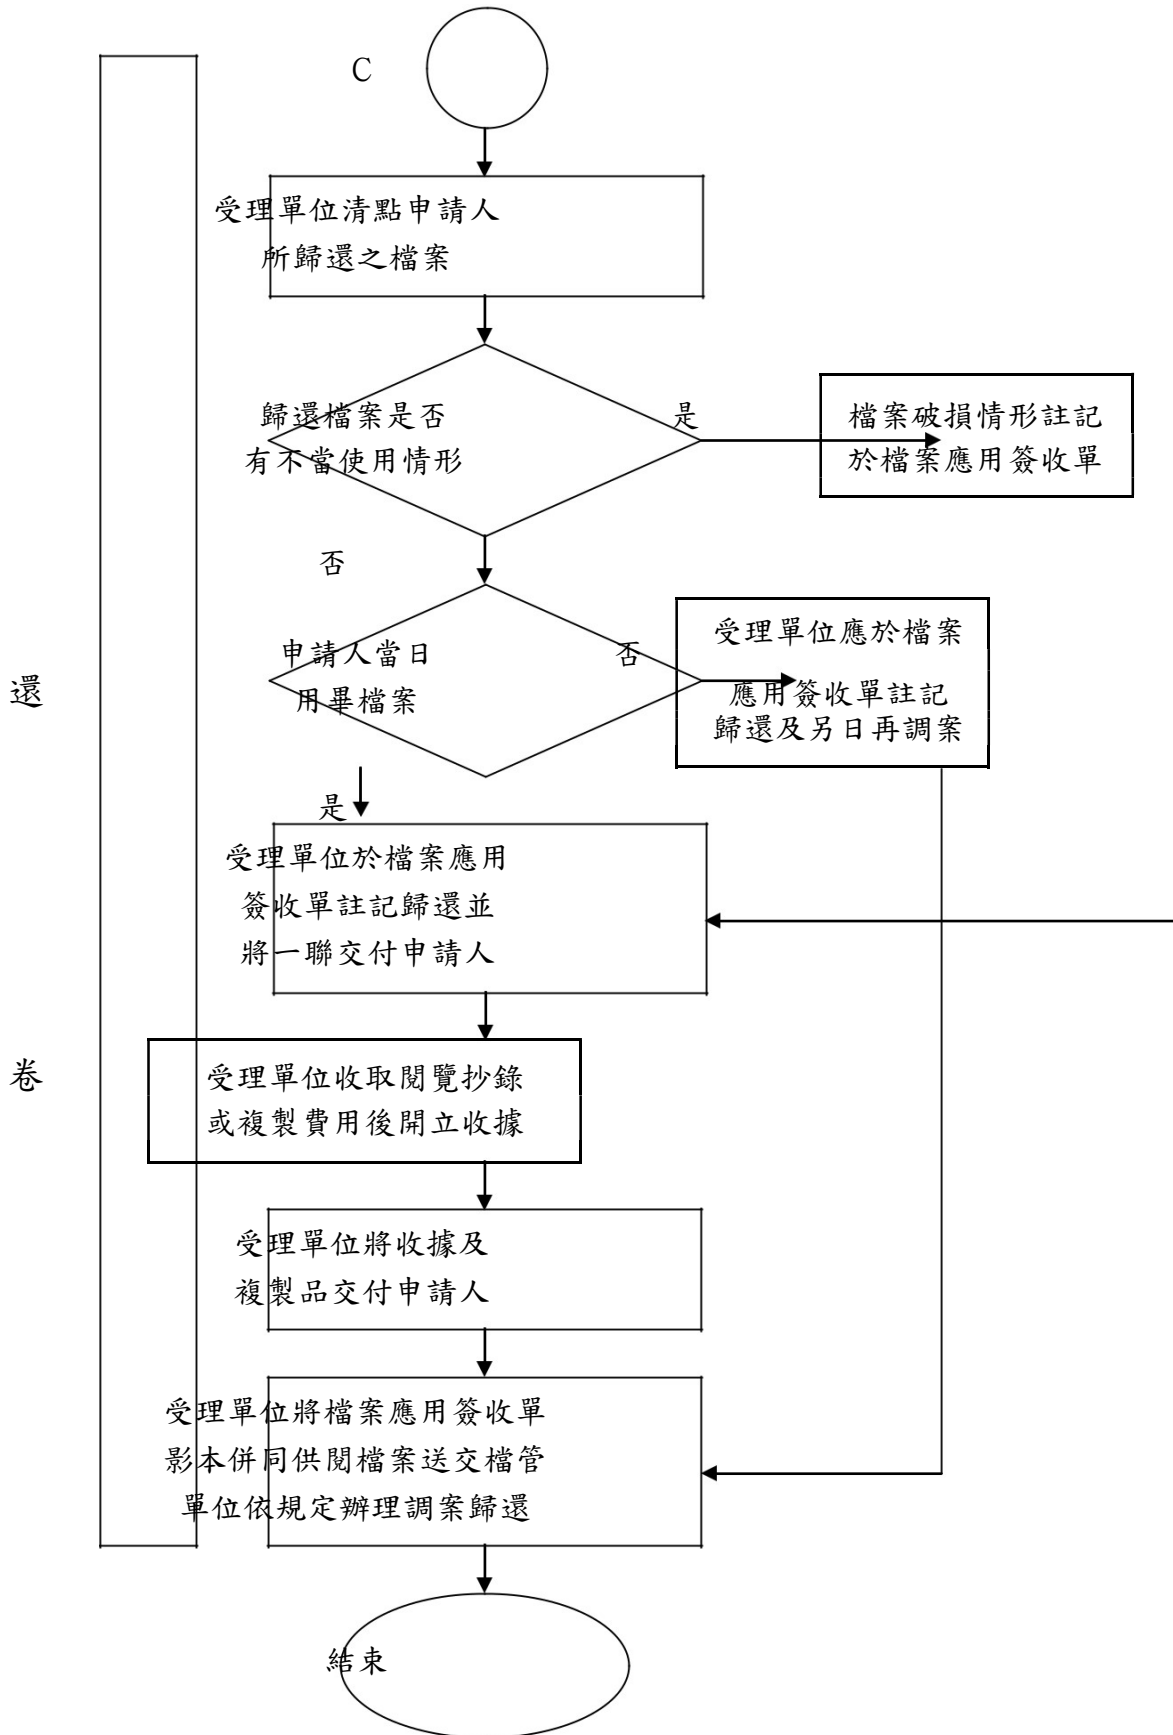 C
受理單位清點申請人
所歸還之檔案
歸還檔案是否
有不當使用情形
是
檔案破損情形註記
於檔案應用簽收單
否
申請人當日
用畢檔案
否
受理單位應於檔案
應用簽收單註記
歸還及另日再調案
還
是
受理單位於檔案應用
簽收單註記歸還並
將一聯交付申請人
卷
受理單位收取閱覽抄錄
或複製費用後開立收據
受理單位將收據及
複製品交付申請人
受理單位將檔案應用簽收單
影本併同供閱檔案送交檔管
單位依規定辦理調案歸還
結束